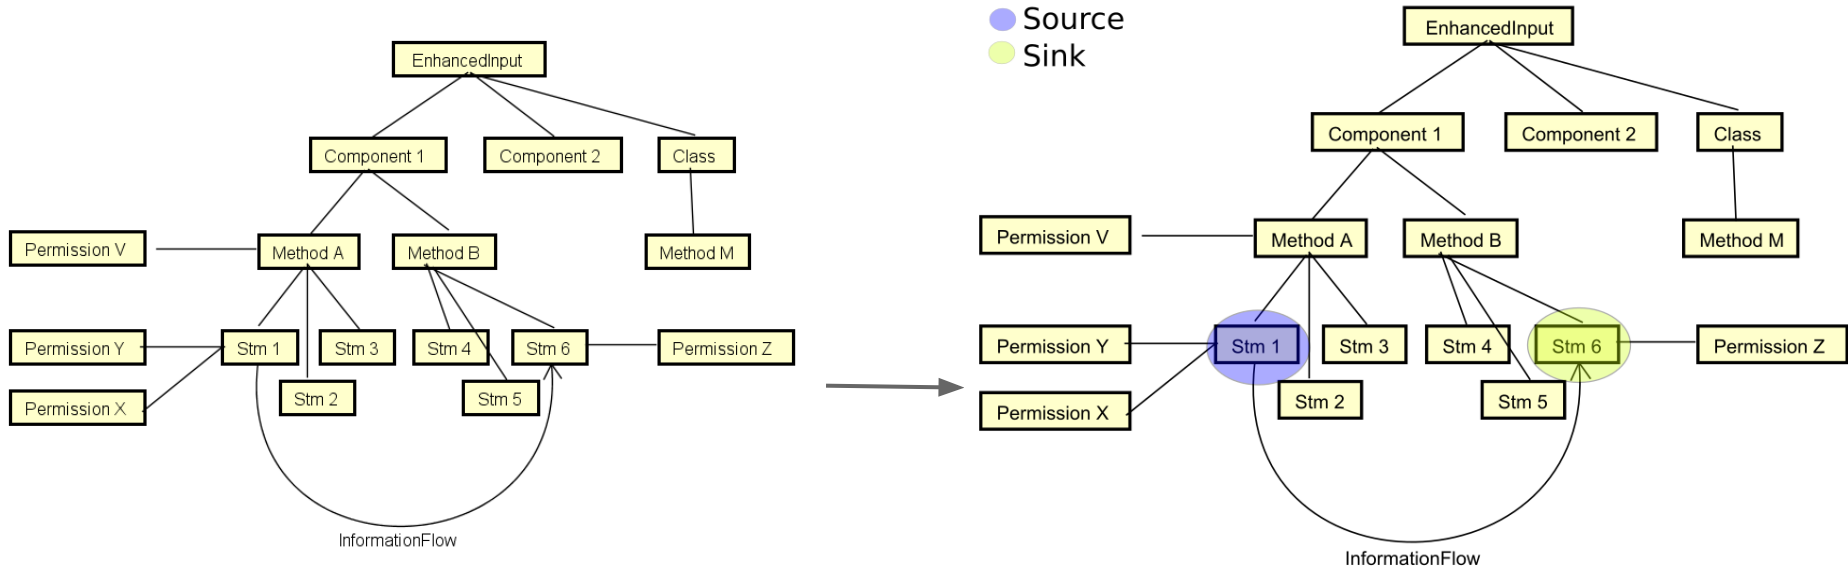 EnhancedInput
Component 1
Component 2
Class
Permission V
Method A
Method B
Method M
Permission Y
Stm 1
Stm 3
Stm 4
Stm 6
Permission Z
Permission X
Stm 2
Stm 5
InformationFlow
Source
Sink
EnhancedInput
Component 1
Component 2
Class
Permission V
Method A
Method B
Method M
Permission Y
Stm 1
Stm 3
Stm 4
Stm 6
Permission Z
Permission X
Stm 2
Stm 5
InformationFlow